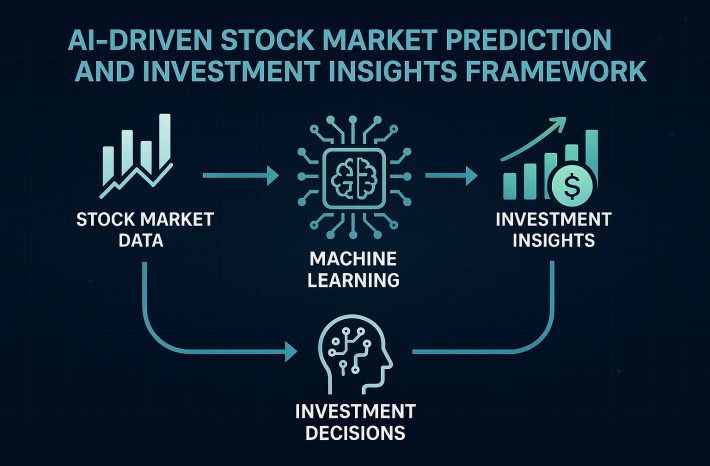 AI-DRIVEN STOCK MARKET PREDICTION
AND INVESTMENT INSIGHTS FRAMEWORK
STOCK MARKET
DATA
MACHINE
LEARNING
$
INVESTMENT
INSIGHTS
INVESTMENT
DECISIONS